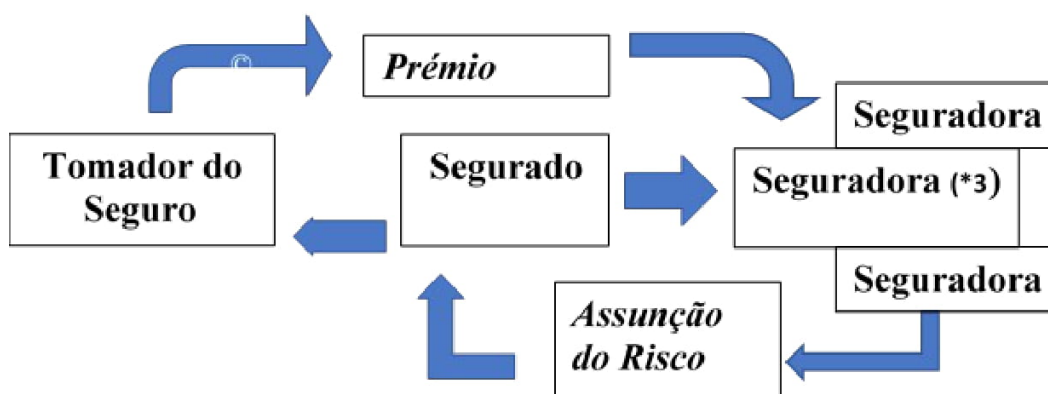 ©
Prémio
Seguradora
Tomador do
Seguro
Segurado
Seguradora (*3)
Seguradora
Assunção
do Risco